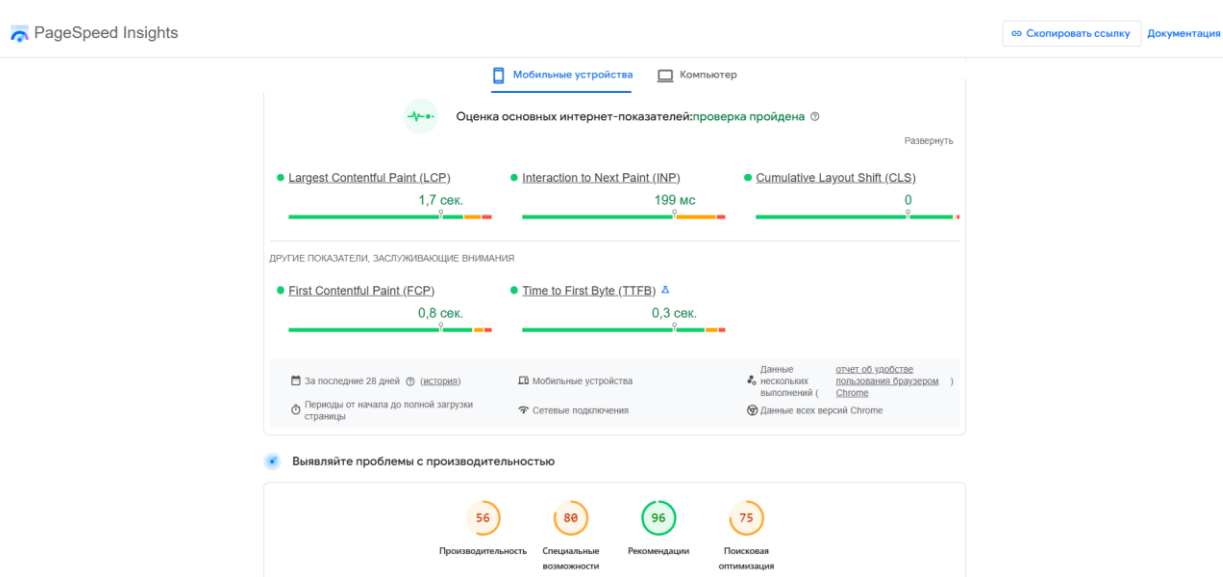 PageSpeed Insights
Скопировать ссылку
Документация
Мобильные устройства
Компьютер
Оценка основных интернет-показателей:проверка пройдена
Развернуть
Largest Contentful Paint (LCP)
1,7 сек.
Interaction to Next Paint (INP)
199 мс
Cumulative Layout Shift (CLS)
0
ДРУГИЕ ПОКАЗАТЕЛИ, ЗАСЛУЖИВАЮЩИЕ ВНИМАНИЯ
First Contentful Paint (FCP)
0,8 сек.
Time to First Byte (TTFB)
0,3 сек.
За последние 28 дней (история)
Мобильные устройства
Данные
нескольких
выполнений (
отчет об удобстве
пользования браузером
Chrome
)
Периоды от начала до полной загрузки
страницы
Сетевые подключения
Данные всех версий Chrome
Выявляйте проблемы с производительностью
56
Производительность
80
Специальные
возможности
96
Рекомендации
75
Поисковая
оптимизация